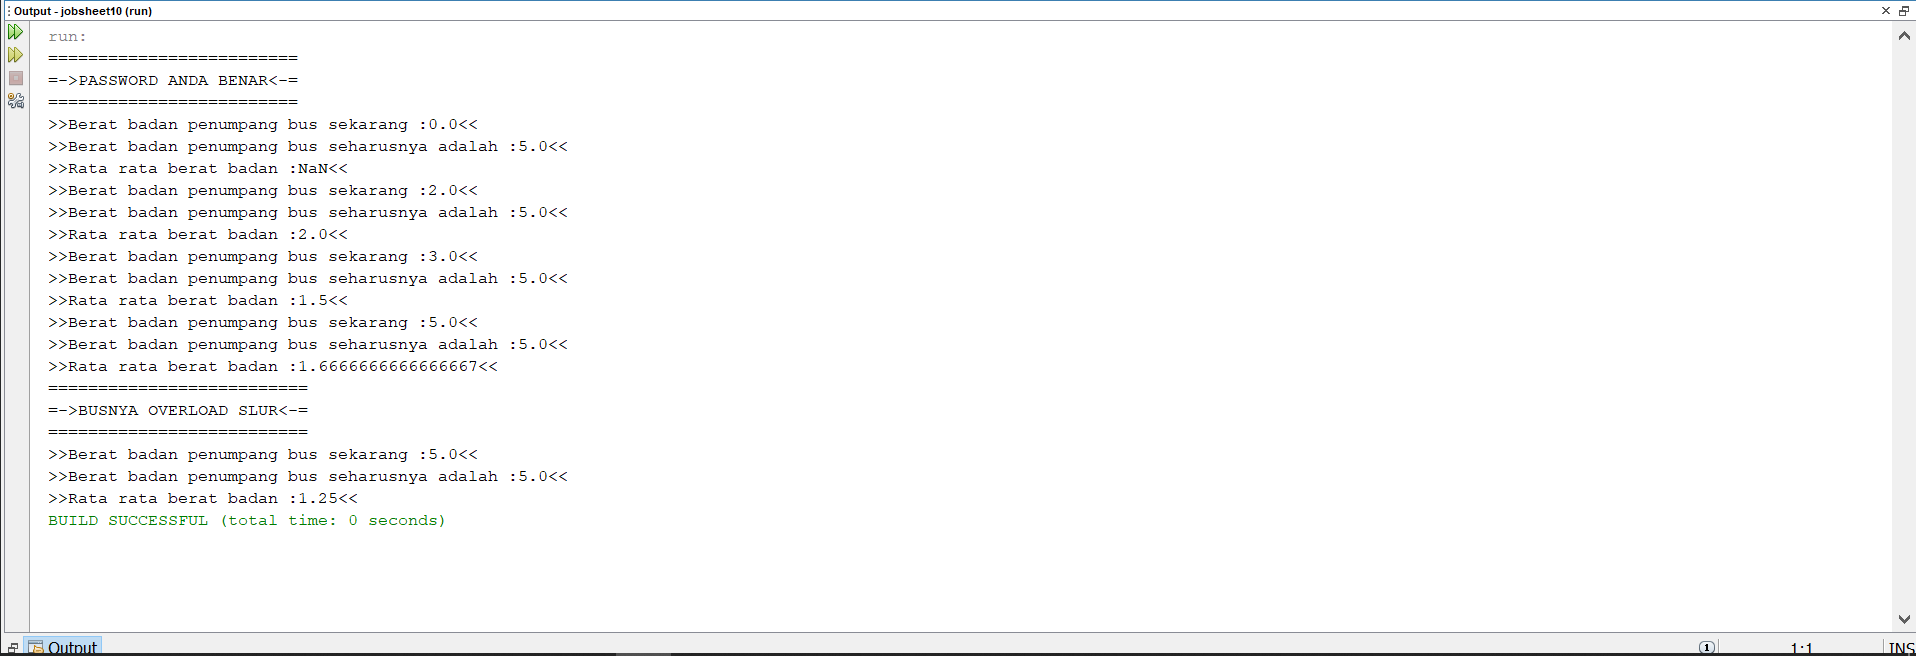 Output - jobsheet10 (run)
run:
=========================
=->PASSWORD ANDA BENAR<-=
=========================
>>Berat badan penumpang bus sekarang :0.0<<
>>Berat badan penumpang bus seharusnya adalah :5.0<<
>>Rata rata berat badan :NaN<<
>>Berat badan penumpang bus sekarang :2.0<<
>>Berat badan penumpang bus seharusnya adalah :5.0<<
>>Rata rata berat badan :2.0<<
>>Berat badan penumpang bus sekarang :3.0<<
>>Berat badan penumpang bus seharusnya adalah :5.0<<
>>Rata rata berat badan :1.5<<
>>Berat badan penumpang bus sekarang :5.0<<
>>Berat badan penumpang bus seharusnya adalah :5.0<<
>>Rata rata berat badan :1.6666666666666667<<
==========================
=->BUSNYA OVERLOAD SLUR<-=
==========================
>>Berat badan penumpang bus sekarang :5.0<<
>>Berat badan penumpang bus seharusnya adalah :5.0<<
>>Rata rata berat badan :1.25<<
BUILD SUCCESSFUL (total time: 0 seconds)
Output
1
1:1
INS